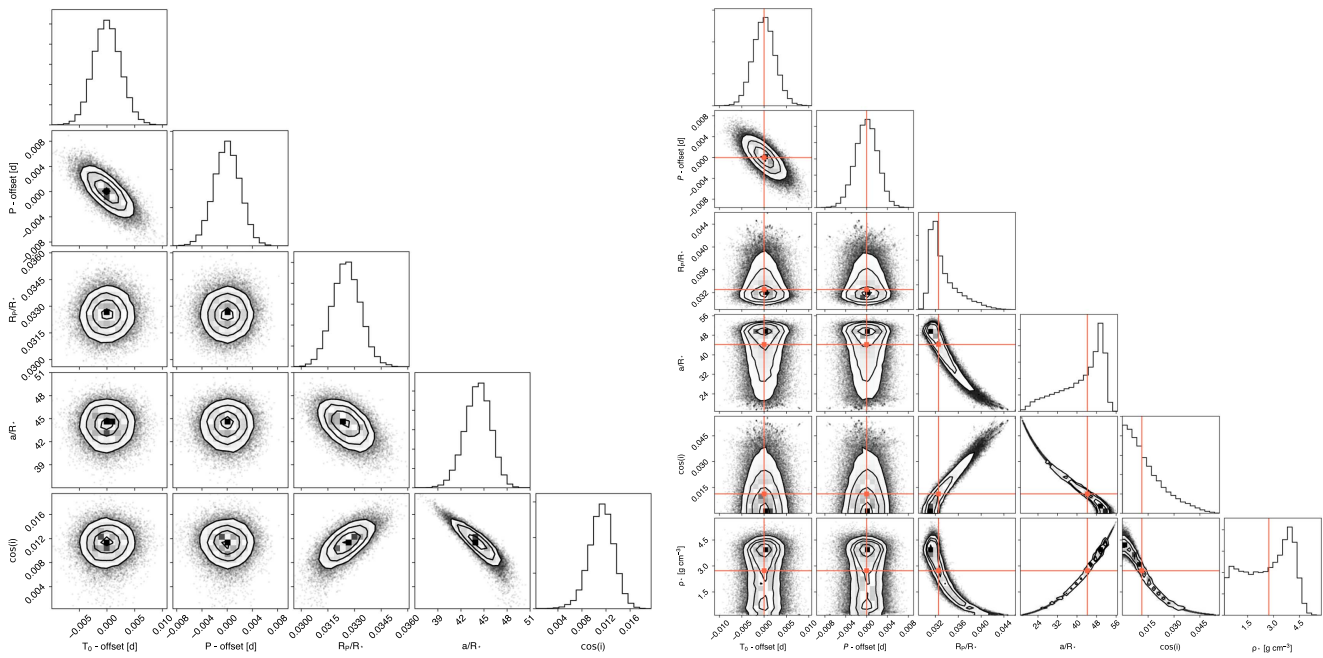 P - offset [d]
0.008
0.004
0.000
−0.004
−0.008
Rₚ/R⋆
0.0360
0.0345
0.0330
0.0315
0.0300
a/R⋆
51
48
45
42
39
cos(i)
0.016
0.012
0.008
0.004
−0.005 0.000 0.005
−0.008 −0.004 0.000 0.004 0.008
0.0300 0.0315 0.0330 0.0345 0.0360
39 42 45 48 51
0.004 0.008 0.012 0.016
T₀ - offset [d] P - offset [d] Rₚ/R⋆ a/R⋆ cos(i)
P - offset [d]
0.008
0.004
0.000
−0.004
−0.008
Rₚ/R⋆
0.044
0.040
0.036
0.032
a/R⋆
56
48
40
32
24
cos(i)
0.045
0.030
0.015
ρ⋆ [g cm⁻³]
4.5
3.0
1.5
−0.010 −0.005 0.000 0.005 0.010
−0.008 −0.004 0.000 0.004 0.008
0.032 0.036 0.040 0.044
24 32 40 48 56
0.015 0.030 0.045
1.5 3.0 4.5
T₀ - offset [d] P - offset [d] Rₚ/R⋆ a/R⋆ cos(i) ρ⋆ [g cm⁻³]